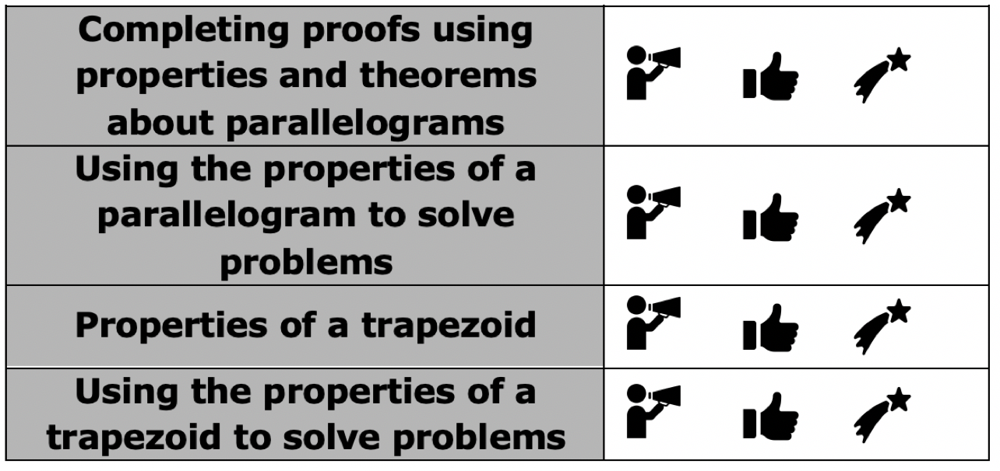 Completing proofs using
properties and theorems
about parallelograms
Using the properties of a
parallelogram to solve
problems
Properties of a trapezoid
Using the properties of a
trapezoid to solve problems